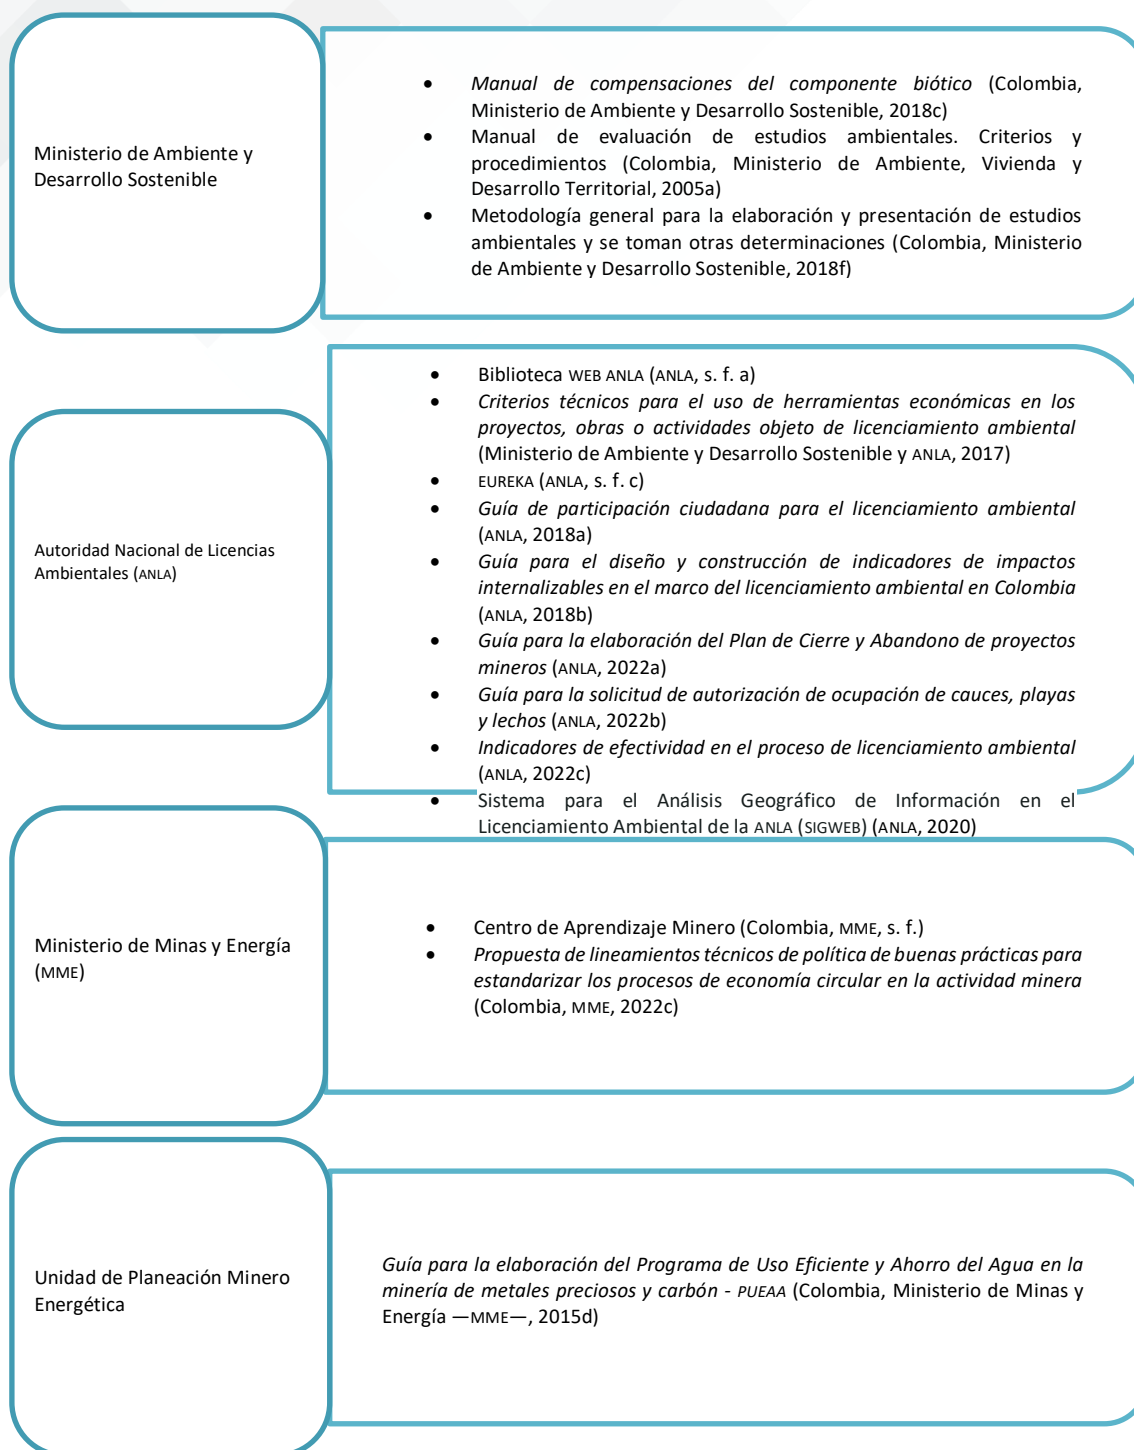 Ministerio de Ambiente y
Desarrollo Sostenible
• Manual de compensaciones del componente biótico (Colombia,
Ministerio de Ambiente y Desarrollo Sostenible, 2018c)
• Manual de evaluación de estudios ambientales. Criterios y
procedimientos (Colombia, Ministerio de Ambiente, Vivienda y
Desarrollo Territorial, 2005a)
• Metodología general para la elaboración y presentación de estudios
ambientales y se toman otras determinaciones (Colombia, Ministerio
de Ambiente y Desarrollo Sostenible, 2018f)
Autoridad Nacional de Licencias
Ambientales (ANLA)
• Biblioteca WEB ANLA (ANLA, s. f. a)
• Criterios técnicos para el uso de herramientas económicas en los
proyectos, obras o actividades objeto de licenciamiento ambiental
(Ministerio de Ambiente y Desarrollo Sostenible y ANLA, 2017)
• EUREKA (ANLA, s. f. c)
• Guía de participación ciudadana para el licenciamiento ambiental
(ANLA, 2018a)
• Guía para el diseño y construcción de indicadores de impactos
internalizables en el marco del licenciamiento ambiental en Colombia
(ANLA, 2018b)
• Guía para la elaboración del Plan de Cierre y Abandono de proyectos
mineros (ANLA, 2022a)
• Guía para la solicitud de autorización de ocupación de cauces, playas
y lechos (ANLA, 2022b)
• Indicadores de efectividad en el proceso de licenciamiento ambiental
(ANLA, 2022c)
• Sistema para el Análisis Geográfico de Información en el
Licenciamiento Ambiental de la ANLA (SIGWEB) (ANLA, 2020)
Ministerio de Minas y Energía
(MME)
• Centro de Aprendizaje Minero (Colombia, MME, s. f.)
• Propuesta de lineamientos técnicos de política de buenas prácticas para
estandarizar los procesos de economía circular en la actividad minera
(Colombia, MME, 2022c)
Unidad de Planeación Minero
Energética
Guía para la elaboración del Programa de Uso Eficiente y Ahorro del Agua en la
minería de metales preciosos y carbón - PUEAA (Colombia, Ministerio de Minas y
Energía —MME—, 2015d)